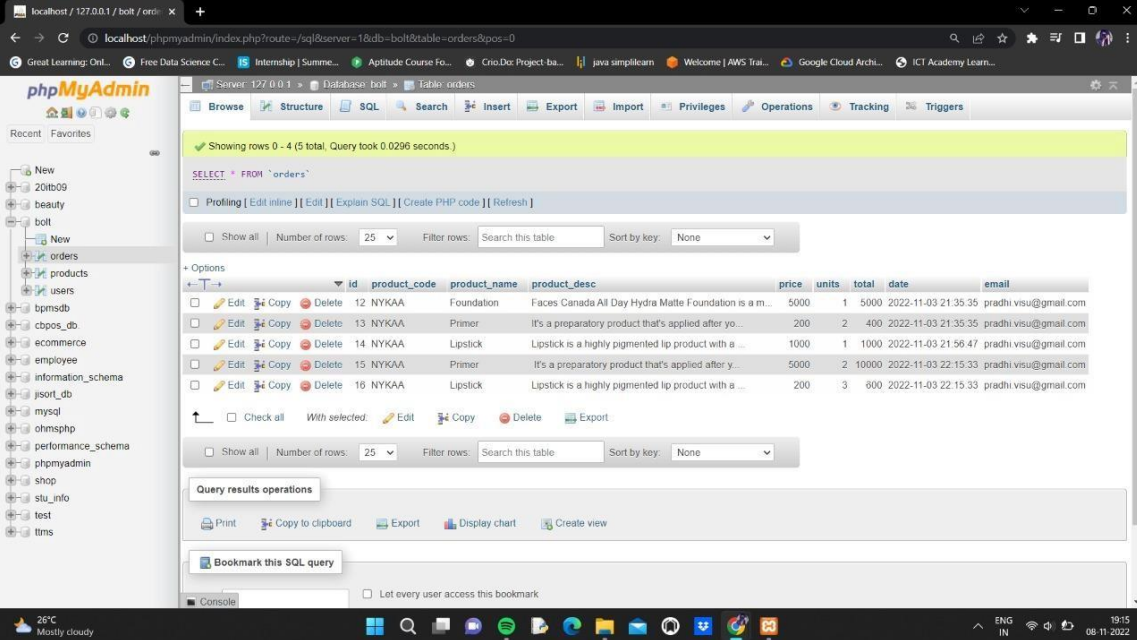 localhost / 127.0.0.1 / bolt / orde
localhost/phpmyadmin/index.php?route=/sql&server=1&db=bolt&table=orders&pos=0
Great Learning: Onl... Free Data Science C... Internship | Summe... Aptitude Course Fo... Crio.Do: Project-ba... java simplilearn Welcome | AWS Trai... Google Cloud Archi... ICT Academy Learn...
phpMyAdmin
Recent Favorites
New
20itb09
beauty
bolt
New
orders
products
users
bpmsdb
cbpos_db
ecommerce
employee
information_schema
jisort_db
mysql
ohmsphp
performance_schema
phpmyadmin
shop
stu_info
test
ttms
Server: 127.0.0.1 » Database: bolt » Table: orders
Browse Structure SQL Search Insert Export Import Privileges Operations Tracking Triggers
Showing rows 0 - 4 (5 total, Query took 0.0296 seconds.)
SELECT * FROM `orders`
Profiling [ Edit inline ] [ Edit ] [ Explain SQL ] [ Create PHP code ] [ Refresh ]
Show all | Number of rows: 25 Filter rows: Search this table Sort by key: None
+ Options
←T→ id product_code product_name product_desc price units total date email
Edit Copy Delete 12 NYKAA Foundation Faces Canada All Day Hydra Matte Foundation is a m... 5000 1 5000 2022-11-03 21:35:35 pradhi.visu@gmail.com
Edit Copy Delete 13 NYKAA Primer It's a preparatory product that's applied after yo... 200 2 400 2022-11-03 21:35:35 pradhi.visu@gmail.com
Edit Copy Delete 14 NYKAA Lipstick Lipstick is a highly pigmented lip product with a ... 1000 1 1000 2022-11-03 21:56:47 pradhi.visu@gmail.com
Edit Copy Delete 15 NYKAA Primer It's a preparatory product that's applied after y... 5000 2 10000 2022-11-03 22:15:33 pradhi.visu@gmail.com
Edit Copy Delete 16 NYKAA Lipstick Lipstick is a highly pigmented lip product with a ... 200 3 600 2022-11-03 22:15:33 pradhi.visu@gmail.com
Check all With selected: Edit Copy Delete Export
Show all | Number of rows: 25 Filter rows: Search this table Sort by key: None
Query results operations
Print Copy to clipboard Export Display chart Create view
Bookmark this SQL query
Let every user access this bookmark
Console
26°C
Mostly cloudy
ENG
IN
19:15
08-11-2022